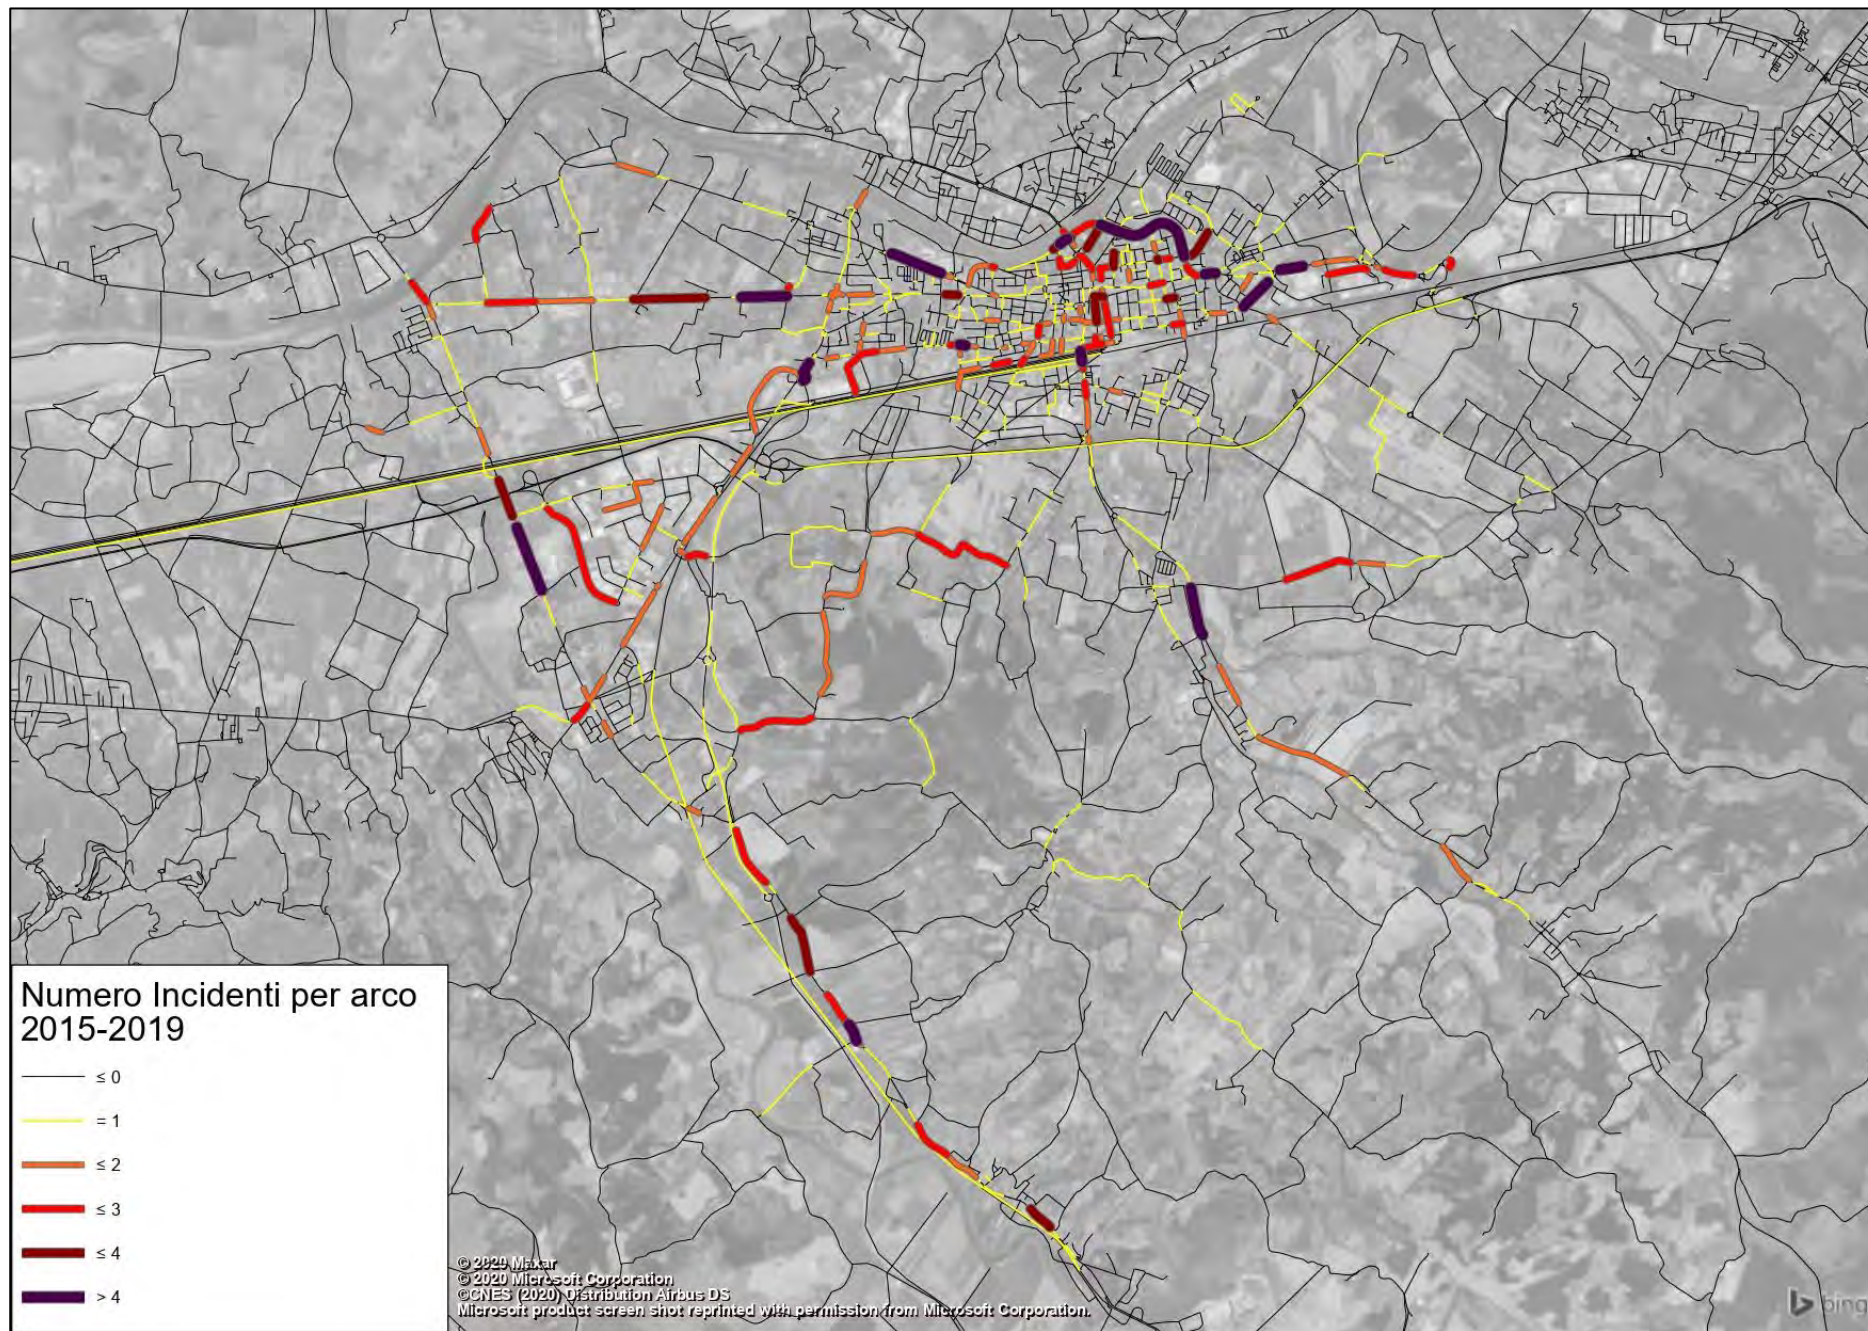 Numero Incidenti per arco
2015-2019
≤ 0
= 1
≤ 2
≤ 3
≤ 4
> 4
© 2020 Maxar
© 2020 Microsoft Corporation
©CNES (2020) Distribution Airbus DS
Microsoft product screen shot reprinted with permission from Microsoft Corporation.
bing